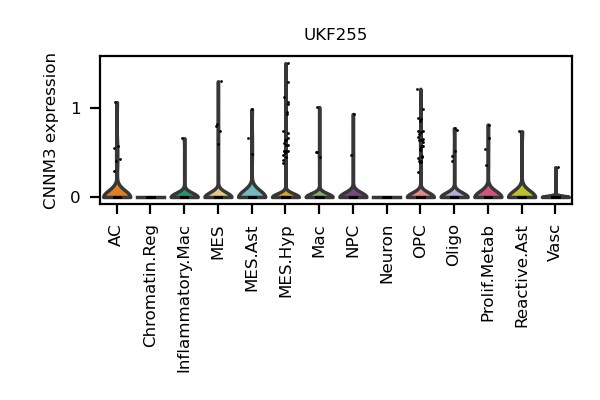 UKF255
CNNM3 expression
1
0
AC
Chromatin.Reg
Inflammatory.Mac
MES
MES.Ast
MES.Hyp
Mac
NPC
Neuron
OPC
Oligo
Prolif.Metab
Reactive.Ast
Vasc